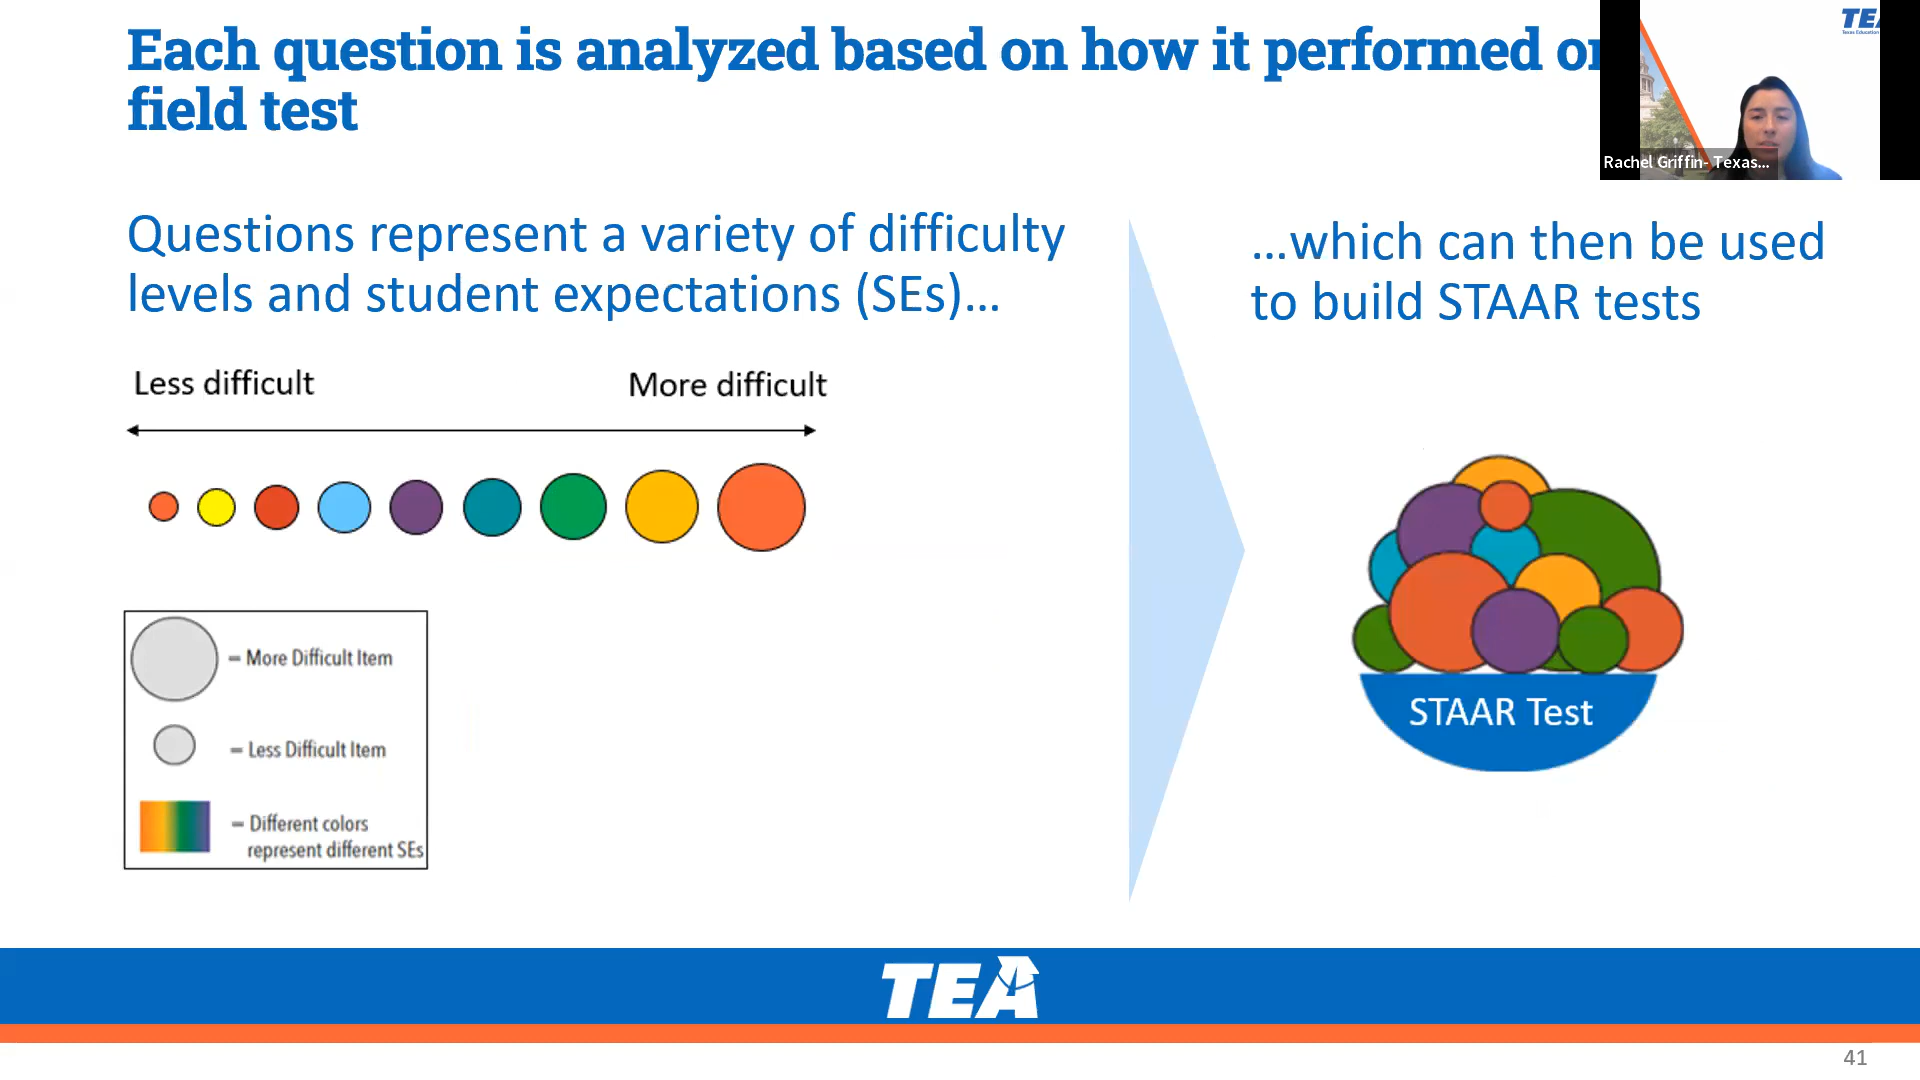 Each question is analyzed based on how it performed
field test
TEA
Rachel Griffin- Texas...
Questions represent a variety of difficulty
levels and student expectations (SEs)...
...which can then be used
to build STAAR tests
Less difficult
More difficult
= More Difficult Item
= Less Difficult Item
= Different colors
represent different SEs
STAAR Test
TEA
41